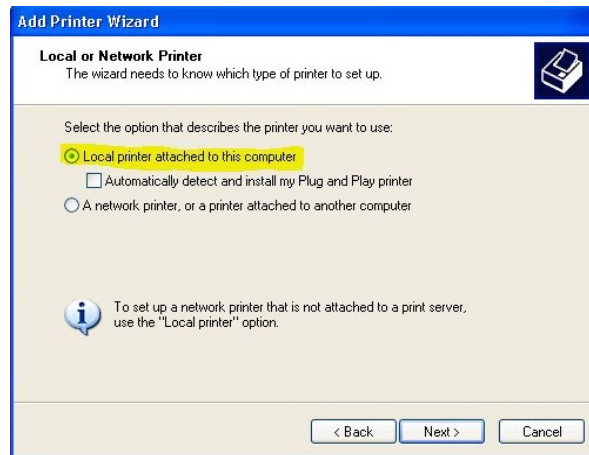 Add Printer Wizard
Local or Network Printer
The wizard needs to know which type of printer to set up.
Select the option that describes the printer you want to use:
Local printer attached to this computer
Automatically detect and install my Plug and Play printer
A network printer, or a printer attached to another computer
To set up a network printer that is not attached to a print server,
use the "Local printer" option.
< Back Next > Cancel